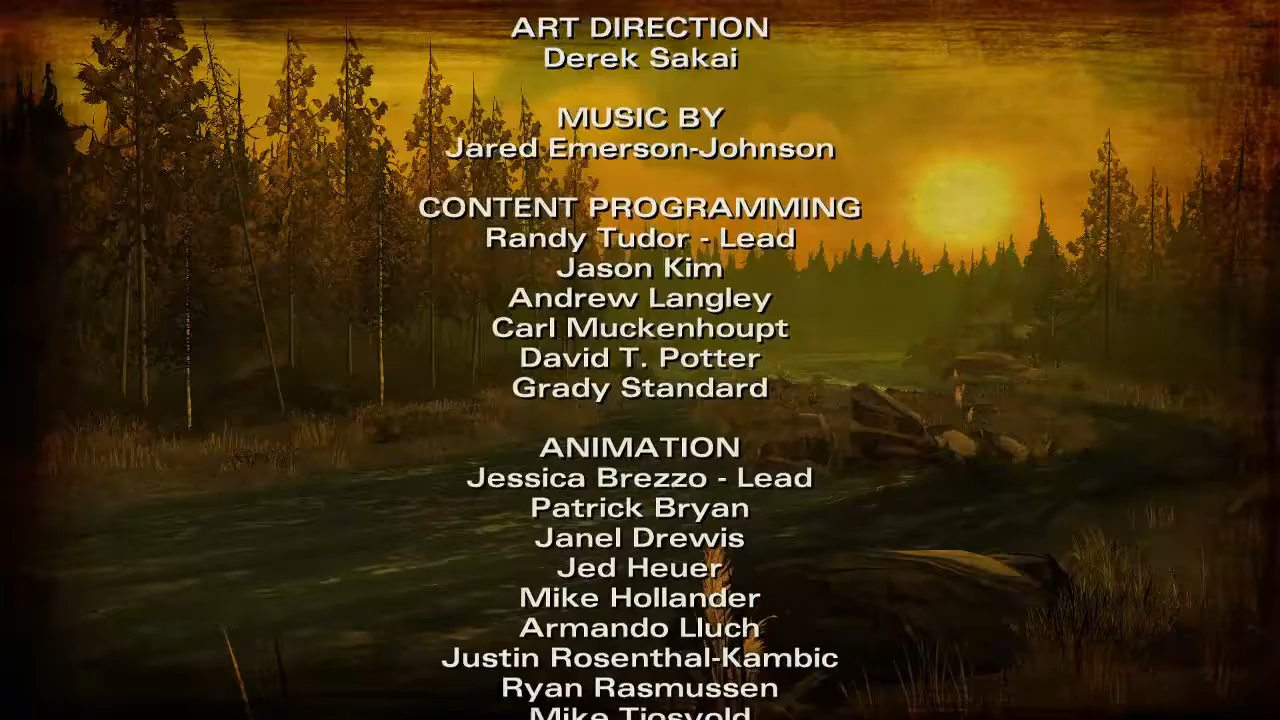 ART DIRECTION
Derek Sakai
MUSIC BY
Jared Emerson-Johnson
CONTENT PROGRAMMING
Randy Tudor - Lead
Jason Kim
Andrew Langley
Carl Muckenhoupt
David T. Potter
Grady Standard
ANIMATION
Jessica Brezzo - Lead
Patrick Bryan
Janel Drewis
Jed Heuer
Mike Hollander
Armando Lluch
Justin Rosenthal-Kambic
Ryan Rasmussen
Mike